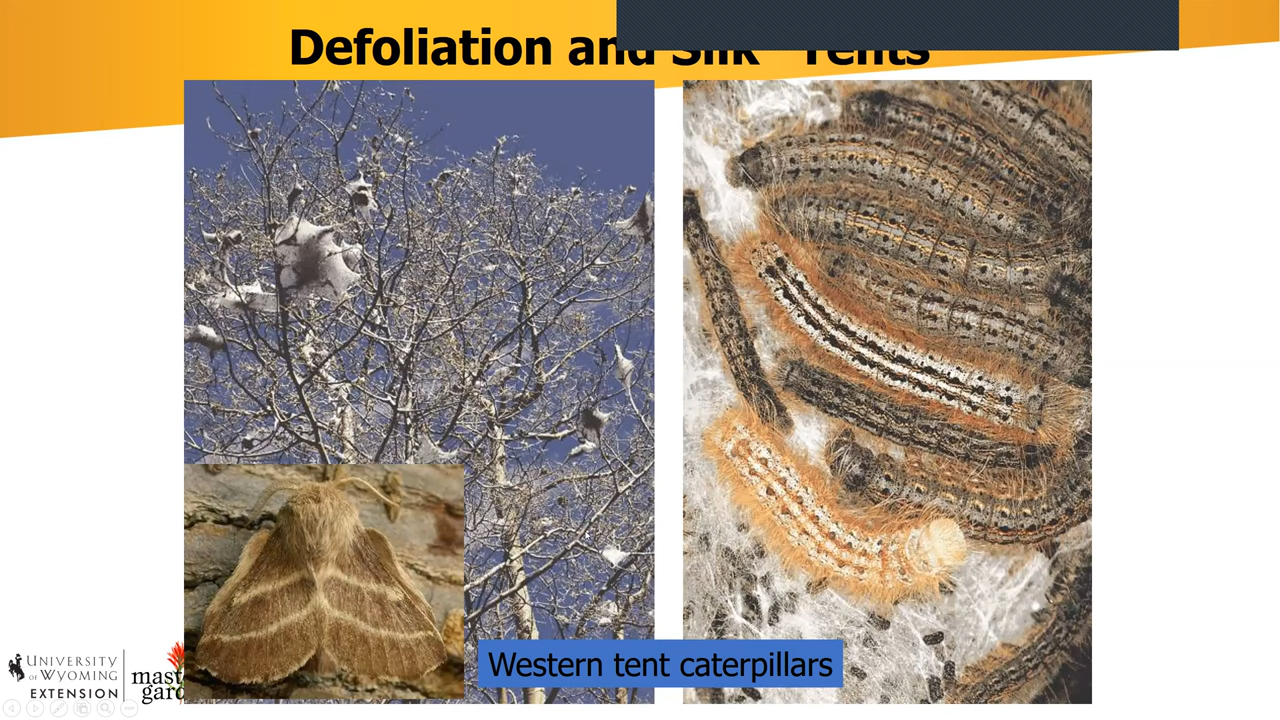 Defoliation and Silk Tents
Western tent caterpillars
UNIVERSITY
OF WYOMING
EXTENSION